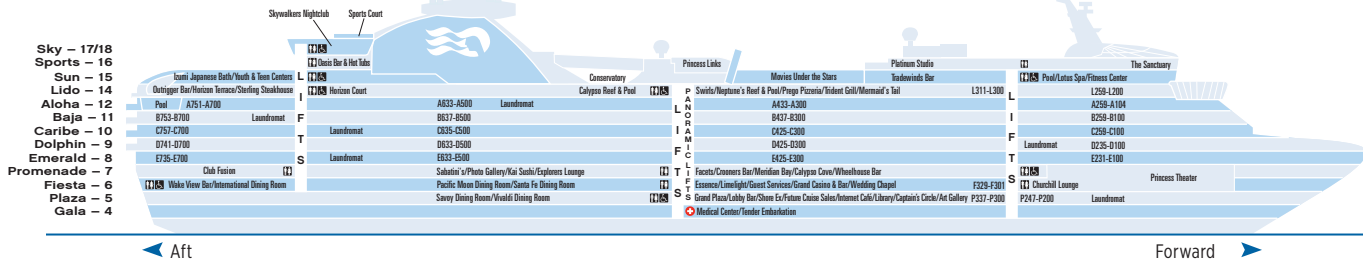 Skywalkers Nightclub
Sports Court
Sky – 17/18
Sports – 16
Oasis Bar & Hot Tubs
Princess Links
Platinum Studio
The Sanctuary
Sun – 15
Izumi Japanese Bath/Youth & Teen Centers
Conservatory
Movies Under the Stars
Tradewinds Bar
Pool/Lotus Spa/Fitness Center
Lido – 14
Outrigger Bar/Horizon Terrace/Sterling Steakhouse
Horizon Court
Calypso Reef & Pool
Swirls/Neptune's Reef & Pool/Prego Pizzeria/Trident Grill/Mermaid's Tail
L311-L300
L259-L200
Aloha – 12
Pool
A751-A700
A633-A500
Laundromat
A433-A300
A259-A104
Baja – 11
B753-B700
Laundromat
B637-B500
B437-B300
B259-B100
Caribe – 10
C757-C700
Laundromat
C635-C500
C425-C300
C259-C100
Dolphin – 9
D741-D700
D633-D500
D425-D300
Laundromat
D235-D100
Emerald – 8
E735-E700
Laundromat
E633-E500
E425-E300
E231-E100
Promenade – 7
Club Fusion
Sabatini's/Photo Gallery/Kai Sushi/Explorers Lounge
Facets/Crooners Bar/Meridian Bay/Calypso Cove/Wheelhouse Bar
Princess Theater
Fiesta – 6
Wake View Bar/International Dining Room
Pacific Moon Dining Room/Santa Fe Dining Room
Essence/Limelight/Guest Services/Grand Casino & Bar/Wedding Chapel
F329-F301
Churchill Lounge
Plaza – 5
Savoy Dining Room/Vivaldi Dining Room
Grand Plaza/Lobby Bar/Shore Ex/Future Cruise Sales/Internet Café/Library/Captain's Circle/Art Gallery
P337-P300
P247-P200
Laundromat
Gala – 4
Medical Center/Tender Embarkation
LIFTS
LIFTS
PANORAMIC LIFTS
LIFTS
Aft
Forward